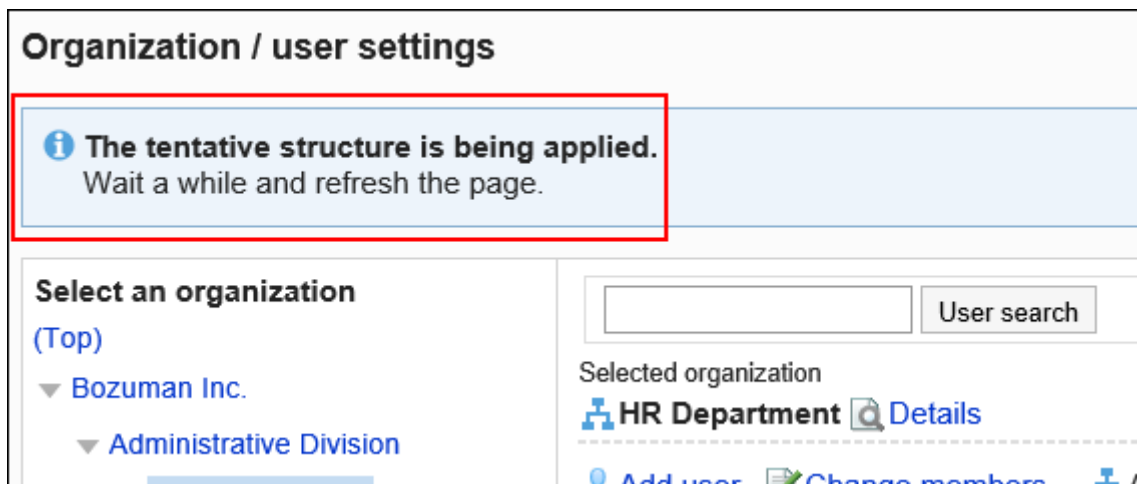 Organization / user settings
The tentative structure is being applied.
Wait a while and refresh the page.
Select an organization
(Top)
Bozuman Inc.
Administrative Division
User search
Selected organization
HR Department Details
Add user Change members